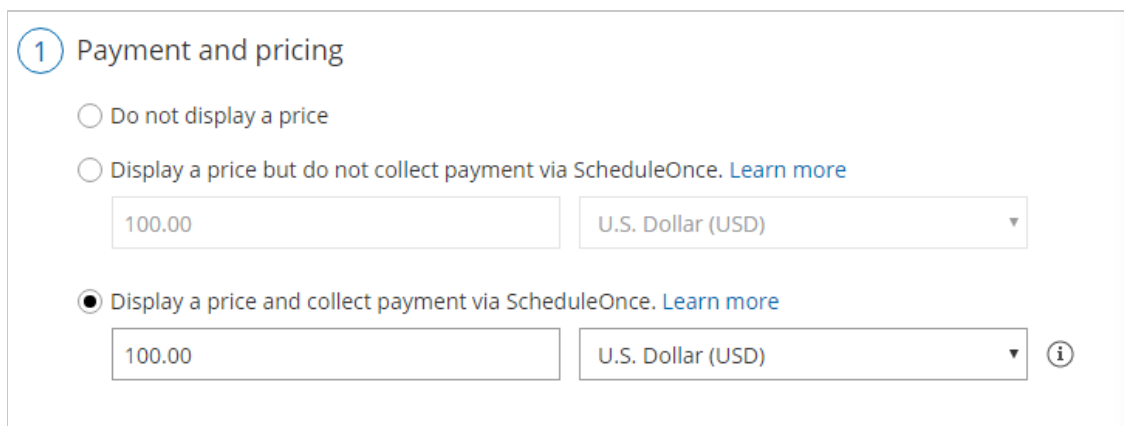 1 Payment and pricing
Do not display a price
Display a price but do not collect payment via ScheduleOnce. Learn more
100.00 U.S. Dollar (USD)
Display a price and collect payment via ScheduleOnce. Learn more
100.00 U.S. Dollar (USD) i